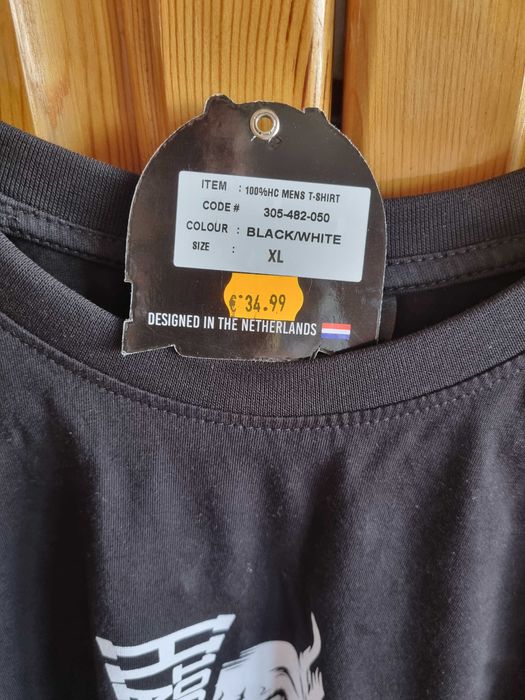 ITEM : 100%HC MENS T-SHIRT
CODE # 305-482-050
COLOUR : BLACK/WHITE
SIZE : XL
€*34.99
DESIGNED IN THE NETHERLANDS